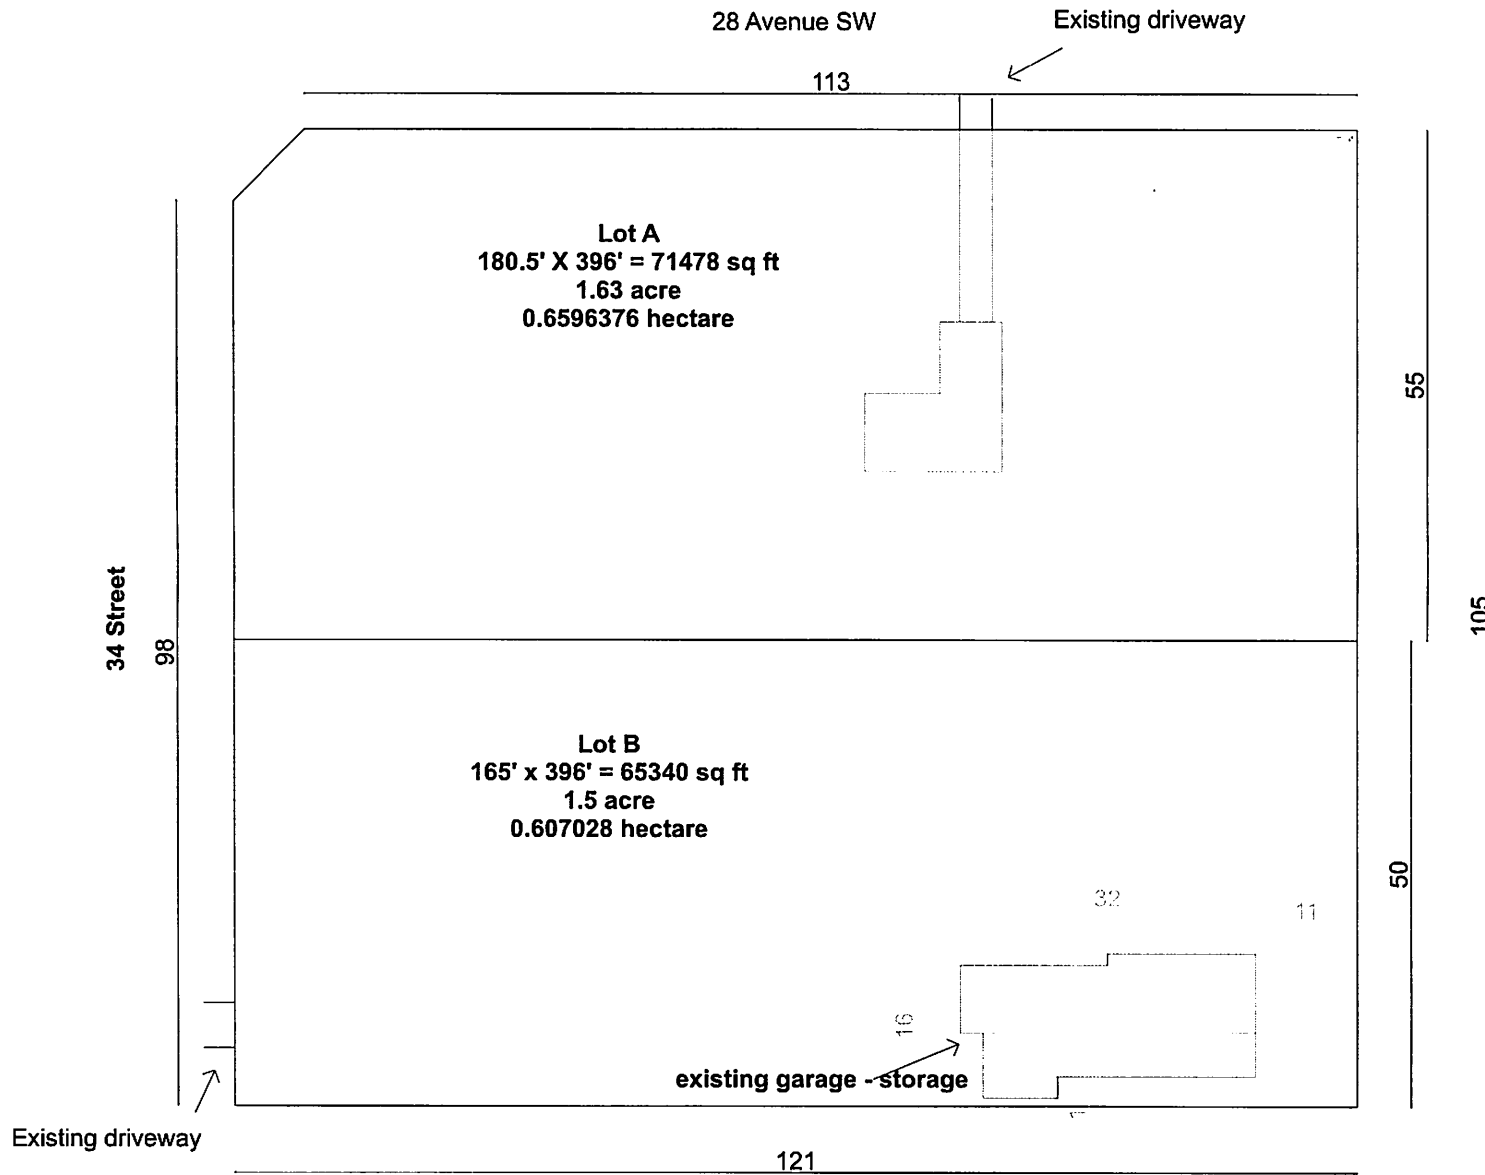 28 Avenue SW
Existing driveway
113
Lot A
180.5' X 396' = 71478 sq ft
1.63 acre
0.6596376 hectare
55
34 Street
98
105
Lot B
165' x 396' = 65340 sq ft
1.5 acre
0.607028 hectare
50
32
11
16
existing garage - storage
Existing driveway
121